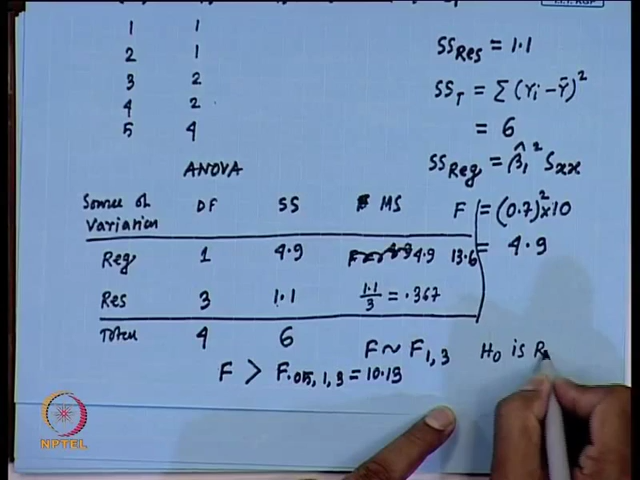 I.I.T. KGP
1 1
2 1
3 2
4 2
5 4
SSRes = 1.1
SST = Σ (Yi - Ȳ)²
= 6
SSReg = β̂1² Sxx
= (0.7)² x 10
= 4.9
ANOVA
Source of Variation DF SS MS F
Reg 1 4.9 4.9 13.6
Res 3 1.1 1.1/3 = .367
Total 4 6
F ~ F1,3 H0 is R
F > F.05,1,3 = 10.13
NPTEL